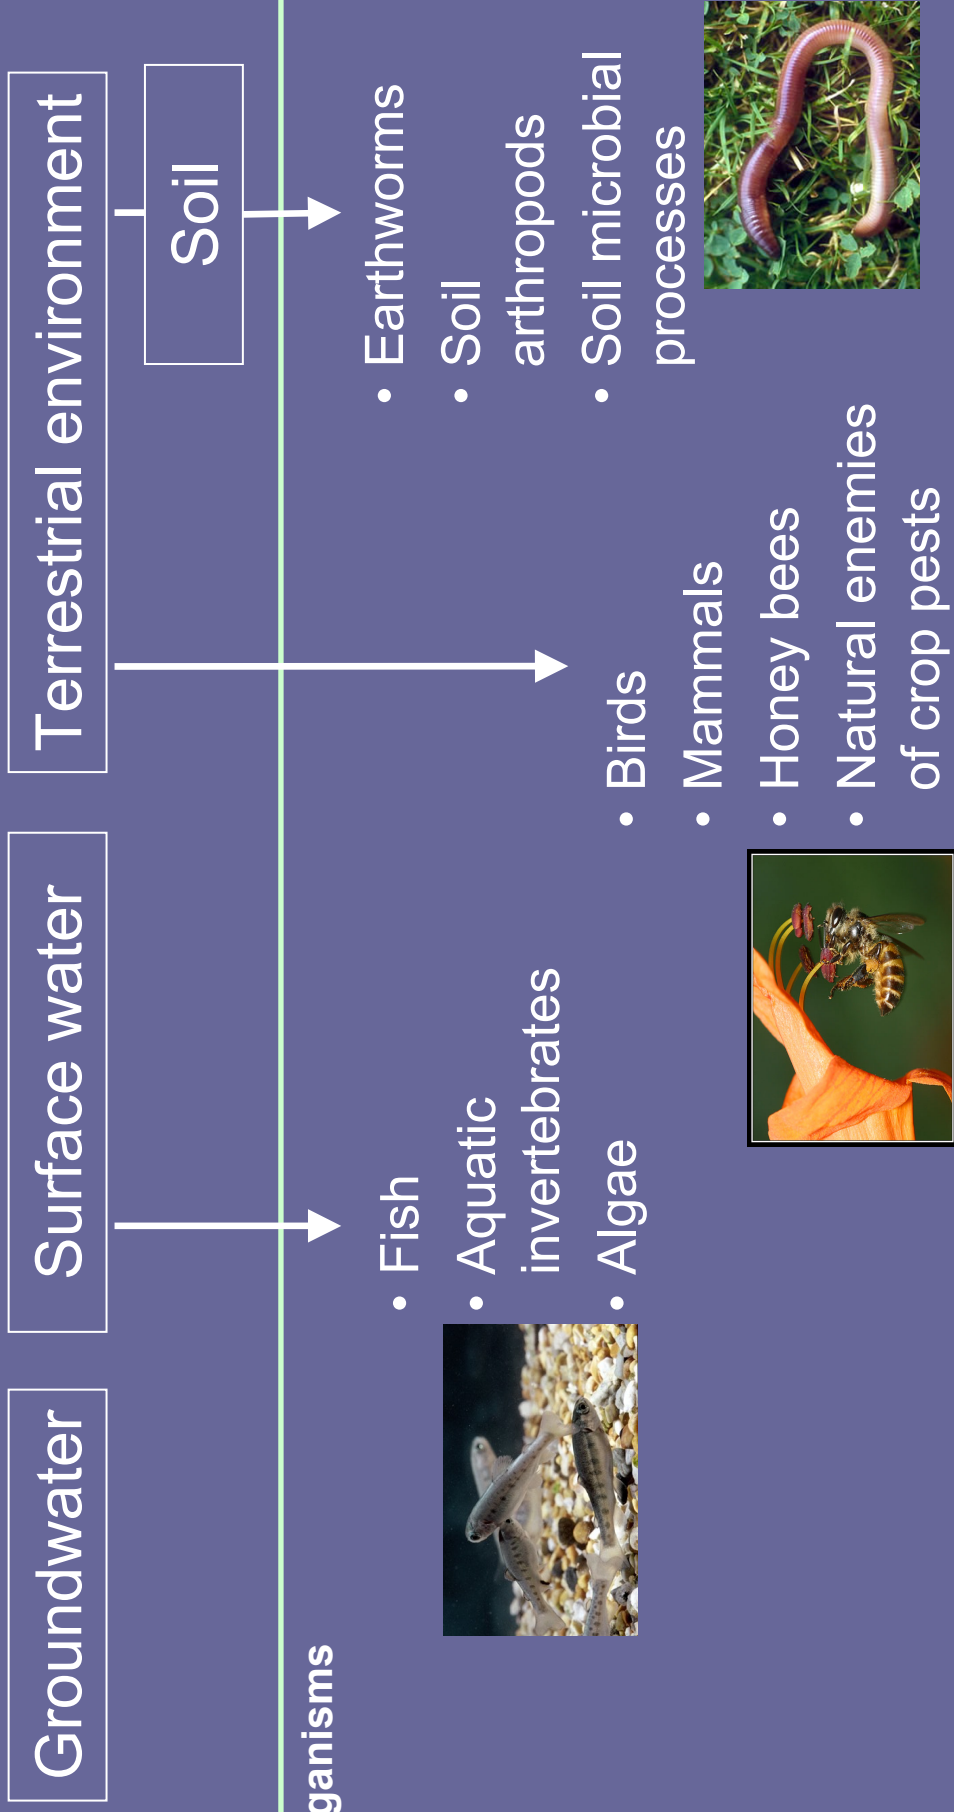 Groundwater
Surface water
Terrestrial environment
Soil
ganisms
• Fish
• Aquatic
invertebrates
• Algae
• Birds
• Mammals
• Honey bees
• Natural enemies
of crop pests
• Earthworms
• Soil
arthropods
• Soil microbial
processes